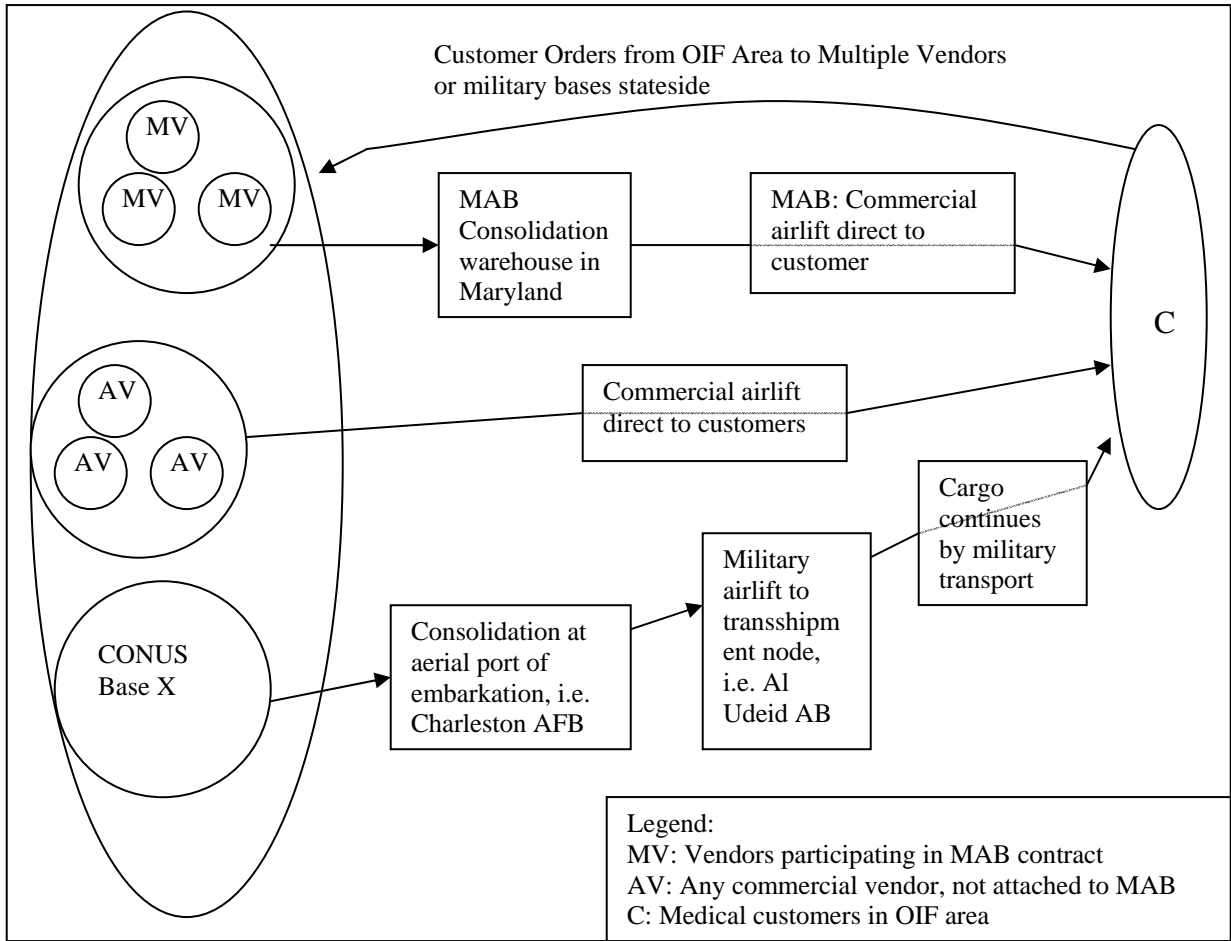 Customer Orders from OIF Area to Multiple Vendors
or military bases stateside
MV
MV
MV
MAB
Consolidation
warehouse in
Maryland
MAB: Commercial
airlift direct to
customer
C
AV
AV
AV
Commercial airlift
direct to customers
Cargo
continues
by military
transport
Military
airlift to
transshipm
ent node,
i.e. Al
Udeid AB
Consolidation at
aerial port of
embarkation, i.e.
Charleston AFB
CONUS
Base X
Legend:
MV: Vendors participating in MAB contract
AV: Any commercial vendor, not attached to MAB
C: Medical customers in OIF area